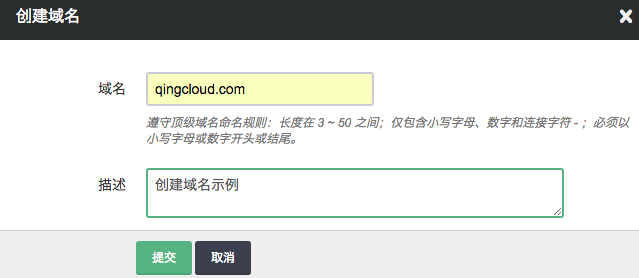 创建域名
域名
qingcloud.com
遵守顶级域名命名规则：长度在 3 ~ 50 之间；仅包含小写字母、数字和连接字符 - ；必须以
小写字母或数字开头或结尾。
描述
创建域名示例
提交 取消